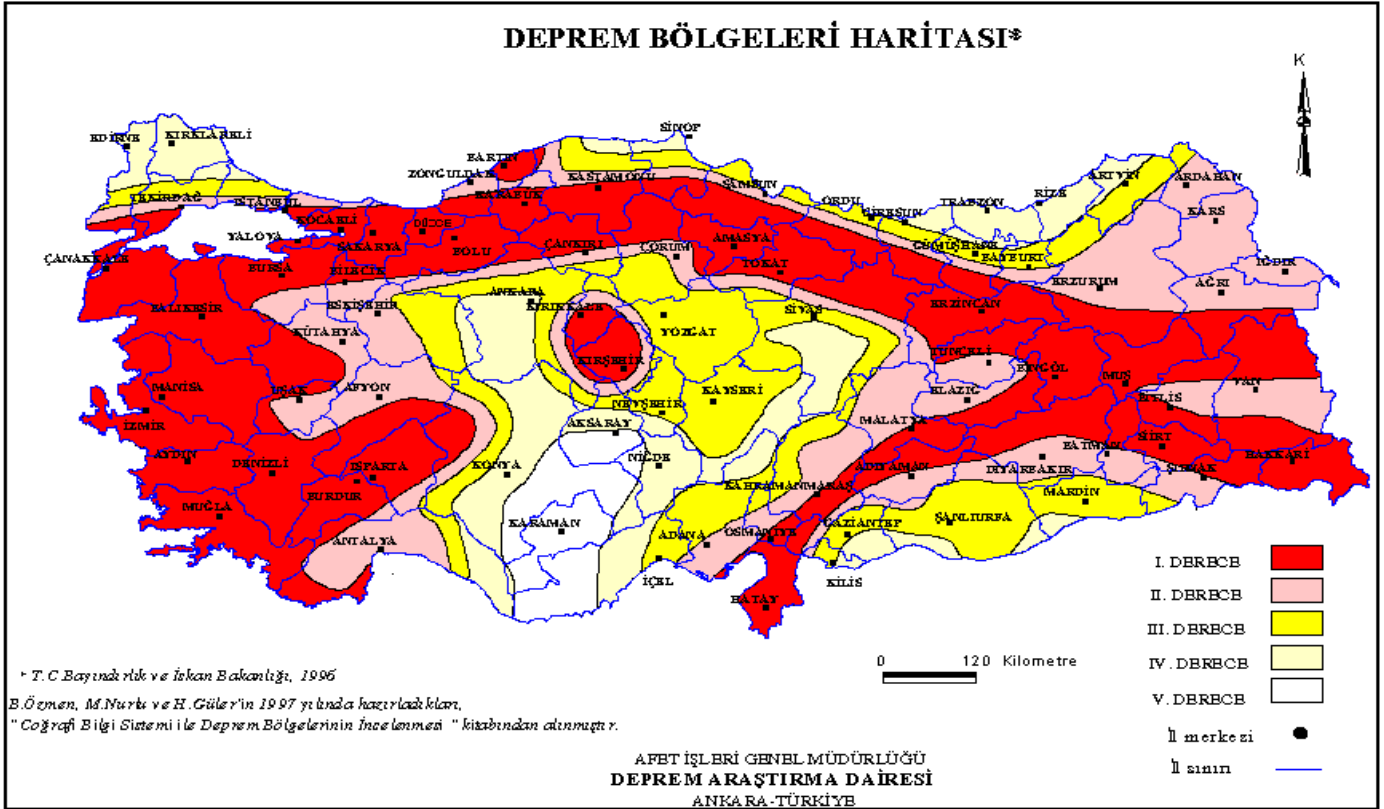 DEPREM BÖLGELERİ HARİTASI*
K
SİNOP
EDİRNE
KIRKLARELİ
BARTIN
ZONGULDAK
KASTAMONU
KARABÜK
SAMSUN
ARTVİN
ARDAHAN
RİZE
TRABZON
ORDU
GİRESUN
KARS
TEKİRDAĞ
İSTANBUL
KOCAELİ
DÜZCE
YALOVA
SAKARYA
BOLU
ÇANKIRI
ÇORUM
AMASYA
TOKAT
GÜMÜŞHANE
BAYBURT
IĞDIR
ÇANAKKALE
BURSA
BİLECİK
ERZURUM
AĞRI
ANKARA
ESKİŞEHİR
KIRIKKALE
BALIKESİR
YOZGAT
SİVAS
ERZİNCAN
KÜTAHYA
TUNCELİ
KIRŞEHİR
BİNGÖL
MUŞ
MANİSA
UŞAK
AFYON
KAYSERİ
ELAZIĞ
VAN
NEVŞEHİR
BİTLİS
İZMİR
AKSARAY
MALATYA
SİİRT
BATMAN
AYDIN
DENİZLİ
ISPARTA
KONYA
NİĞDE
ADIYAMAN
DİYARBAKIR
ŞIRNAK
HAKKARİ
BURDUR
KAHRAMANMARAŞ
MARDİN
MUĞLA
KARAMAN
GAZİANTEP
ŞANLIURFA
ANTALYA
ADANA
OSMANİYE
İÇEL
KİLİS
HATAY
I. DERECE
II. DERECE
III. DERECE
IV. DERECE
V. DERECE
İl merkezi
İl sınırı
0 120 Kilometre
* T.C.Bayındırlık ve İskan Bakanlığı, 1996
B.Özmen, M.Nurlu ve H.Güler'in 1997 yılında hazırladıkları,
" Coğrafi Bilgi Sistemi ile Deprem Bölgelerinin İncelenmesi " kitabından alınmıştır.
AFET İŞLERİ GENEL MÜDÜRLÜĞÜ
DEPREM ARAŞTIRMA DAİRESİ
ANKARA-TÜRKİYE